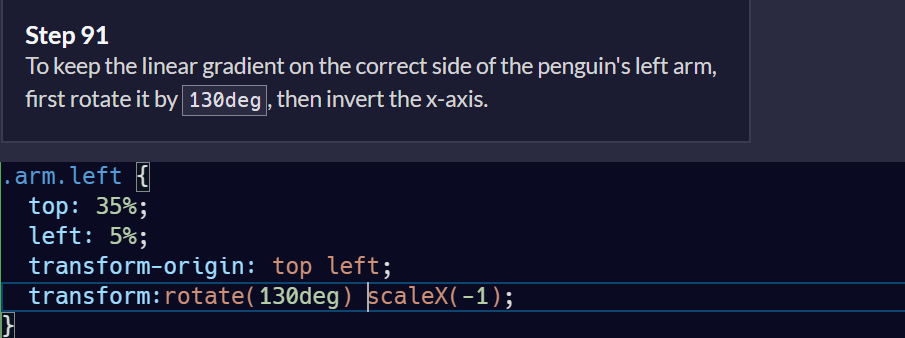 Step 91
To keep the linear gradient on the correct side of the penguin's left arm,
first rotate it by 130deg, then invert the x-axis.
.arm.left {
  top: 35%;
  left: 5%;
  transform-origin: top left;
  transform:rotate(130deg) scaleX(-1);
}